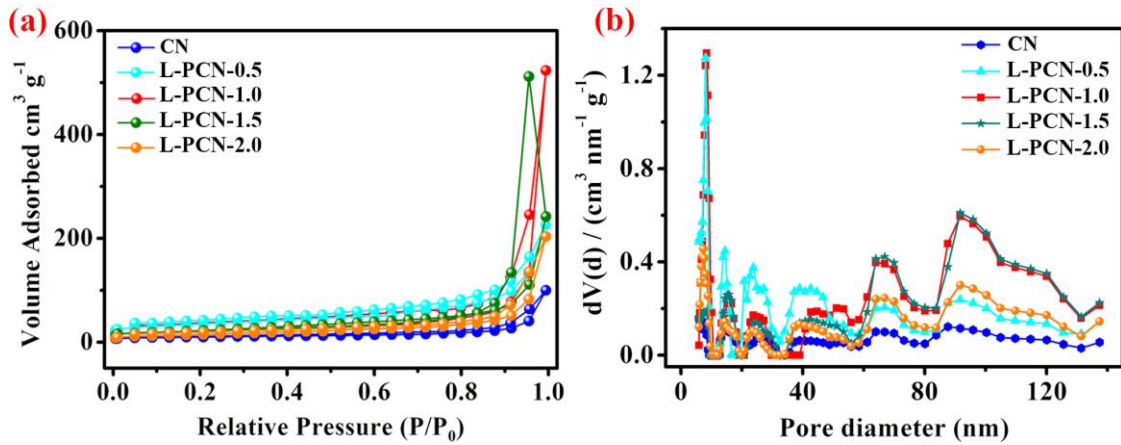 (a)
600
400
200
0
Volume Adsorbed cm³ g⁻¹
CN
L-PCN-0.5
L-PCN-1.0
L-PCN-1.5
L-PCN-2.0
0.0 0.2 0.4 0.6 0.8 1.0
Relative Pressure (P/P₀)
(b)
1.2
0.8
0.4
0.0
dV(d) / (cm³ nm⁻¹ g⁻¹)
CN
L-PCN-0.5
L-PCN-1.0
L-PCN-1.5
L-PCN-2.0
0 40 80 120
Pore diameter (nm)